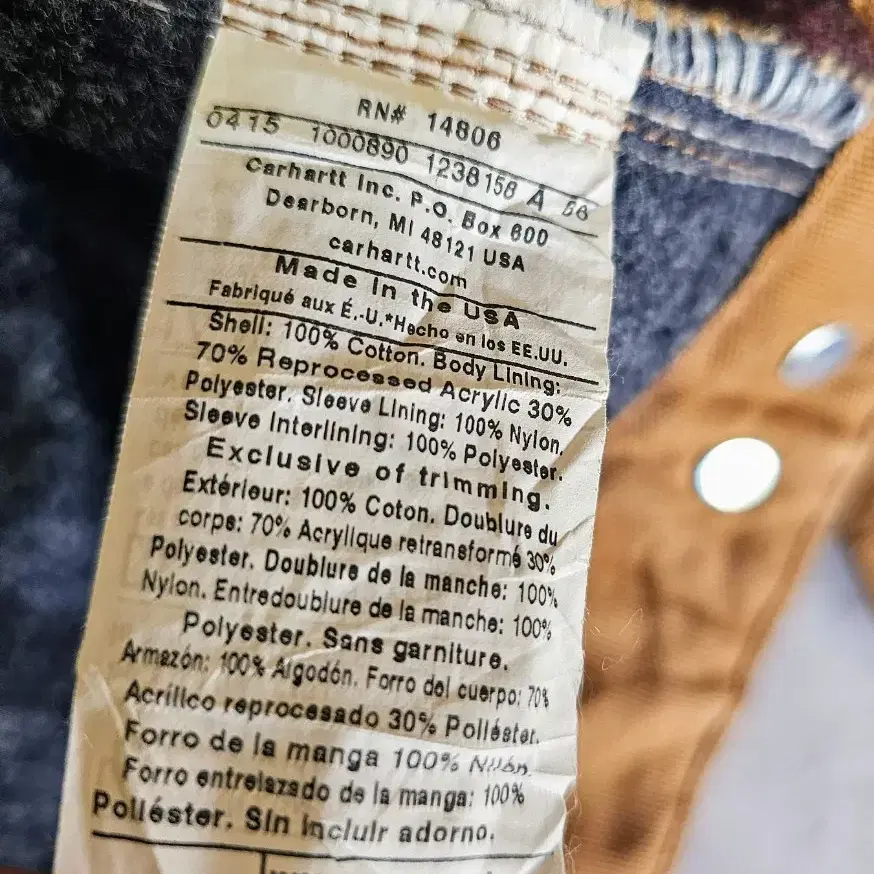 RN# 14806
0415 1000890 1238158 A 56
Carhartt Inc. P.O. Box 600
Dearborn, MI 48121 USA
carhartt.com
Made in the USA
Fabriqué aux É.-U.*Hecho en los EE.UU.
Shell: 100% Cotton. Body Lining:
70% Reprocessed Acrylic 30%
Polyester. Sleeve Lining: 100% Nylon.
Sleeve Interlining: 100% Polyester.
Exclusive of trimming.
Extérieur: 100% Coton. Doublure du
corps: 70% Acrylique retransformé 30%
Polyester. Doublure de la manche: 100%
Nylon. Entredoublure de la manche: 100%
Polyester. Sans garniture.
Armazón: 100% Algodón. Forro del cuerpo: 70%
Acrílico reprocesado 30% Poliéster.
Forro de la manga 100% Nilón.
Forro entrelazado de la manga: 100%
Poliéster. Sin incluir adorno.